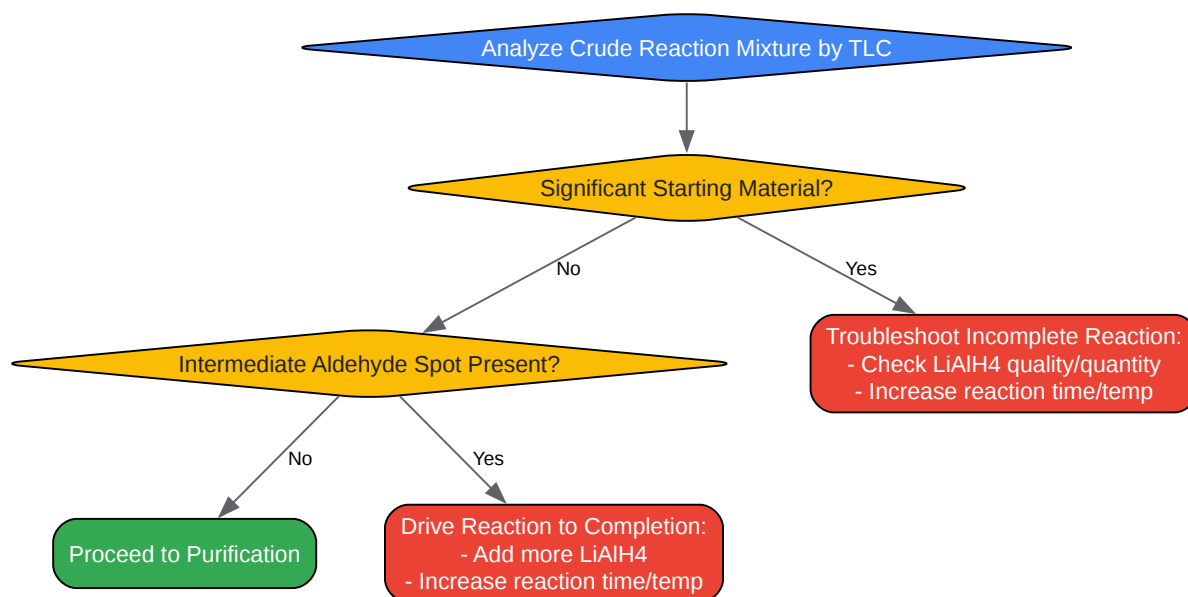 Analyze Crude Reaction Mixture by TLC
Significant Starting Material?
No
Yes
Troubleshoot Incomplete Reaction:
- Check LiAlH4 quality/quantity
- Increase reaction time/temp
Intermediate Aldehyde Spot Present?
No
Yes
Proceed to Purification
Drive Reaction to Completion:
- Add more LiAlH4
- Increase reaction time/temp